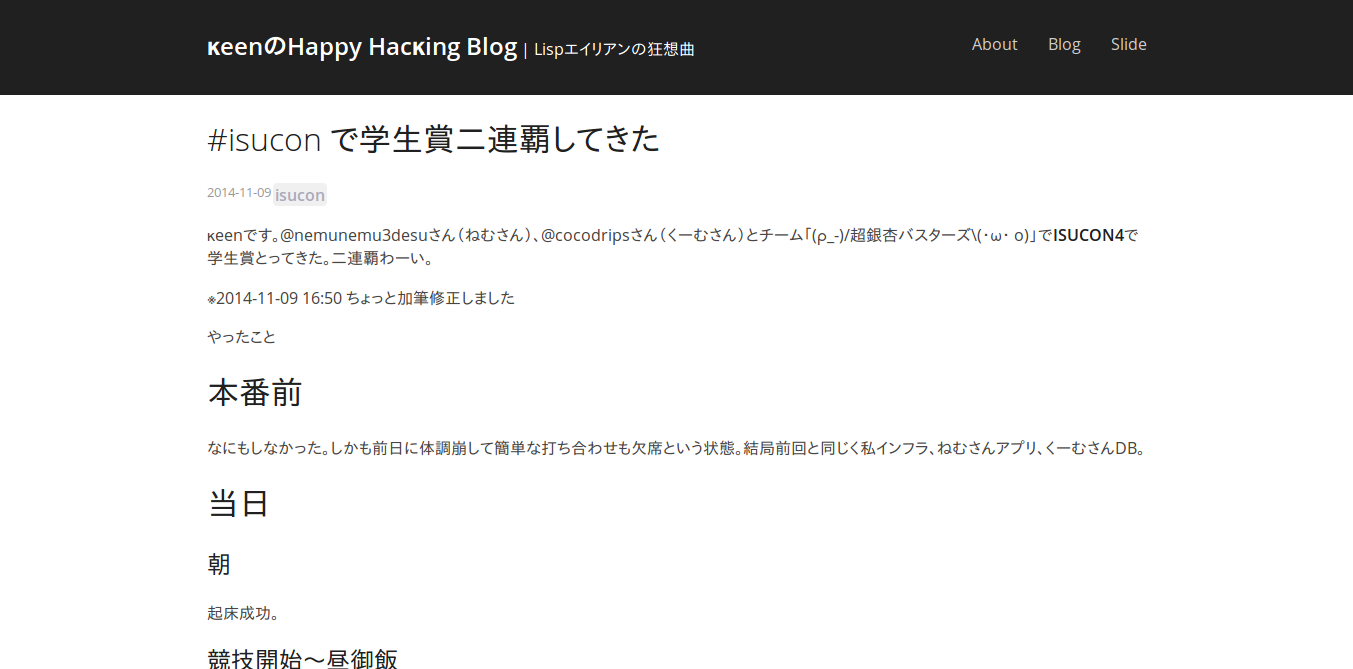 κeenのHappy Hacκing Blog | Lispエイリアンの狂想曲
About Blog Slide
#isucon で学生賞二連覇してきた
2014-11-09 isucon
κeenです。@nemunemu3desuさん（ねむさん）、@cocodripsさん（くーむさん）とチーム「(ρ_-)/超銀杏バスターズ\(･ω･ o)」でISUCON4で
学生賞とってきた。二連覇わーい。
※2014-11-09 16:50 ちょっと加筆修正しました
やったこと
本番前
なにもしなかった。しかも前日に体調崩して簡単な打ち合わせも欠席という状態。結局前回と同じく私インフラ、ねむさんアプリ、くーむさんDB。
当日
朝
起床成功。
競技開始〜昼御飯